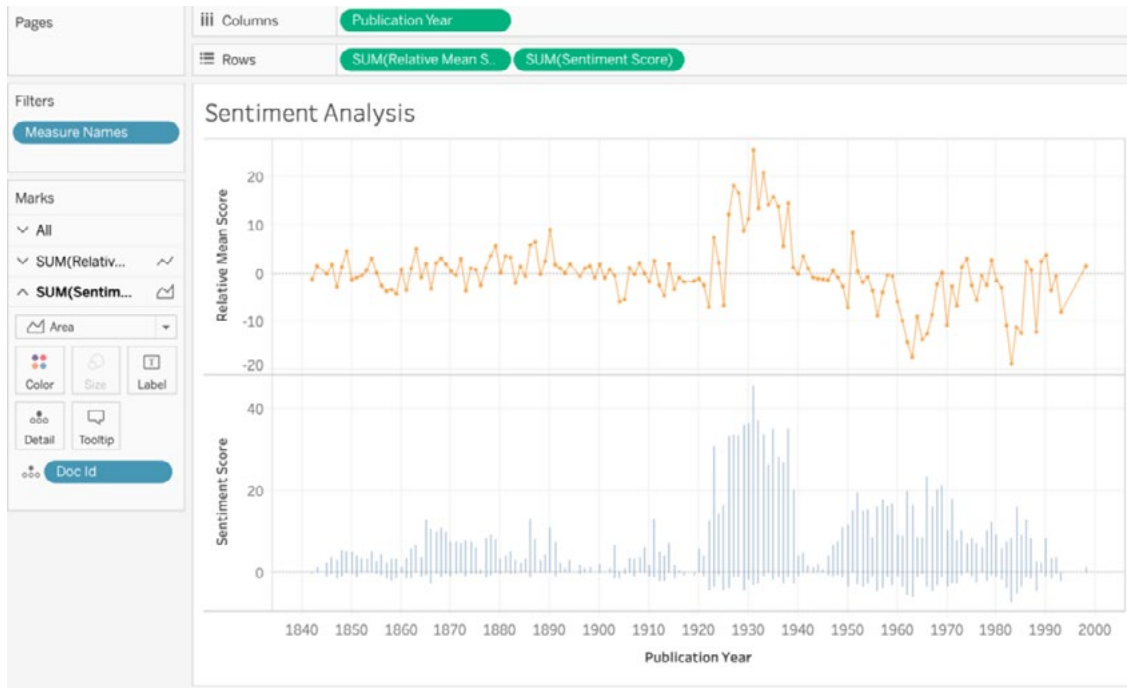 Pages
Columns
Publication Year
Rows
SUM(Relative Mean S..
SUM(Sentiment Score)
Filters
Measure Names
Marks
All
SUM(Relativ...
SUM(Sentim...
Area
Color
Size
T
Label
Detail
Tooltip
Doc Id
Sentiment Analysis
Relative Mean Score
20
10
0
-10
-20
Sentiment Score
40
20
0
1840 1850 1860 1870 1880 1890 1900 1910 1920 1930 1940 1950 1960 1970 1980 1990 2000
Publication Year